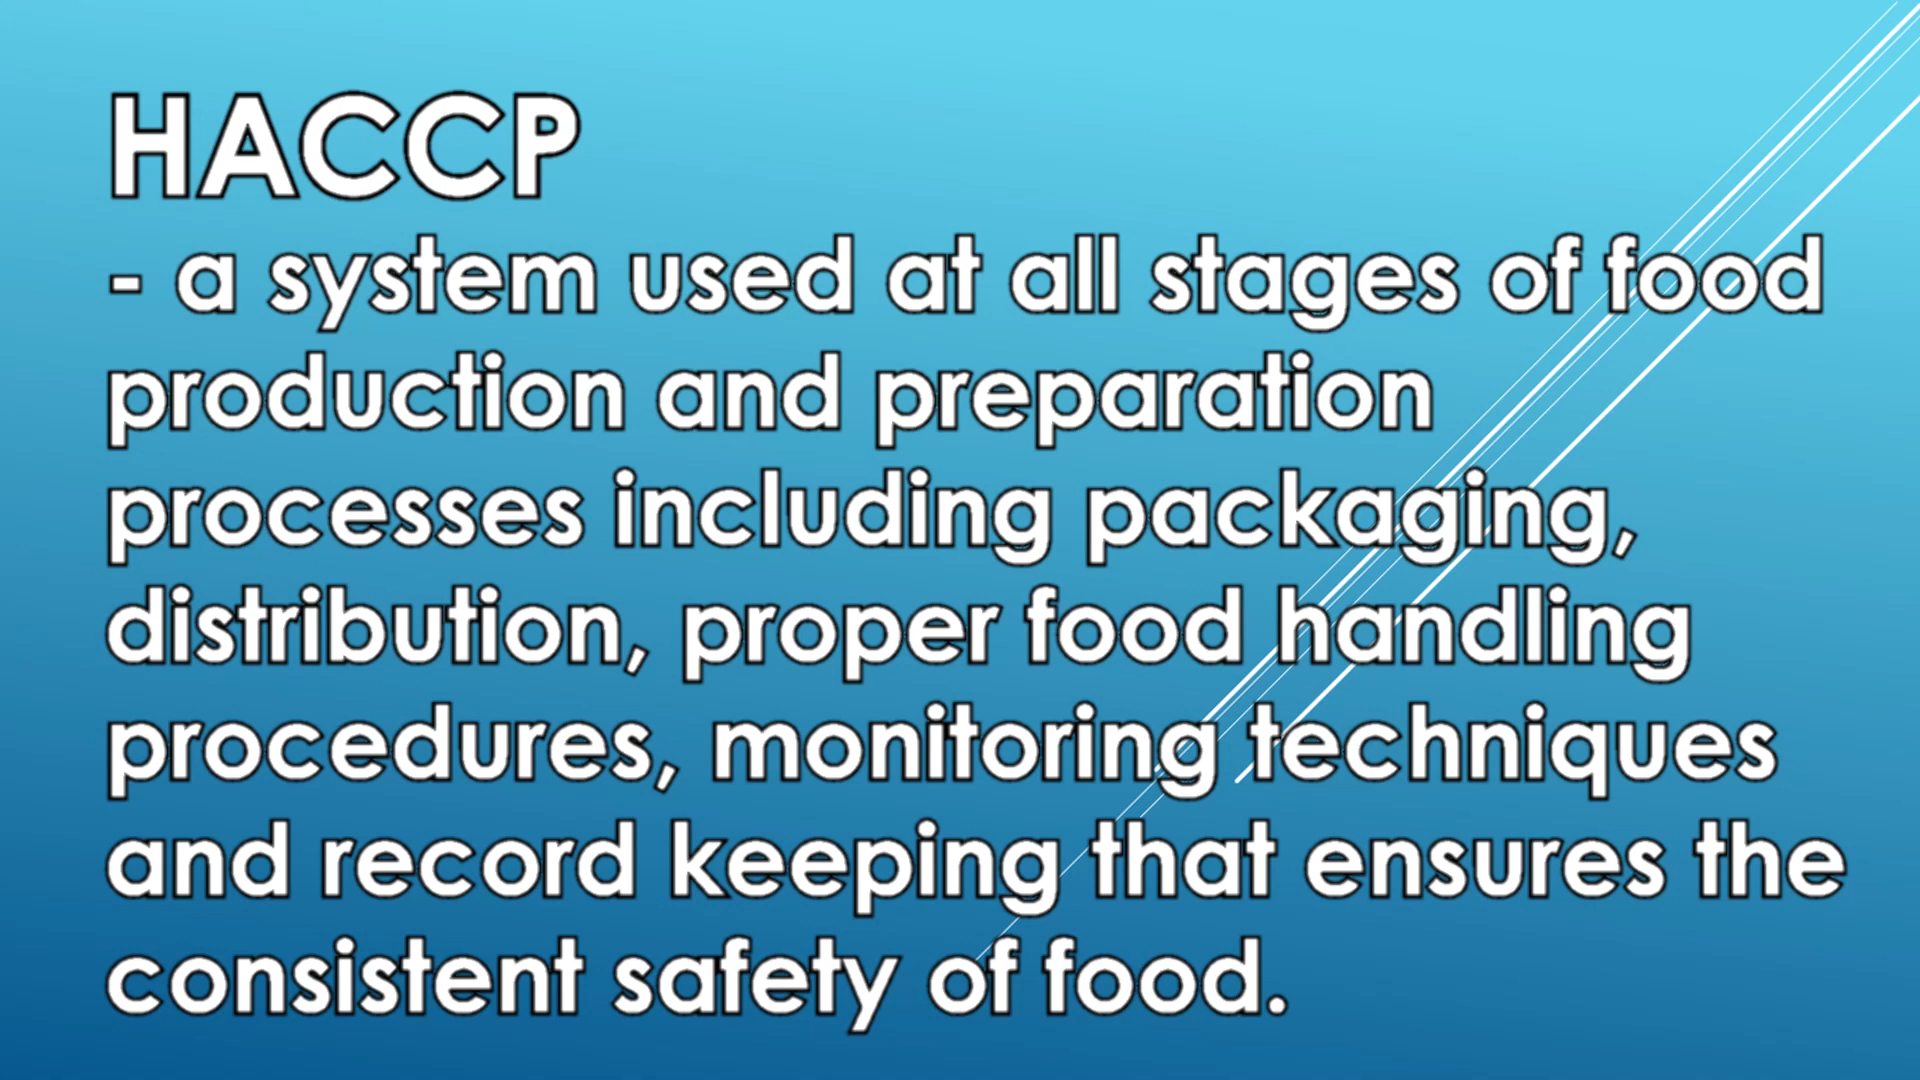 HACCP
- a system used at all stages of food
production and preparation
processes including packaging,
distribution, proper food handling
procedures, monitoring techniques
and record keeping that ensures the
consistent safety of food.